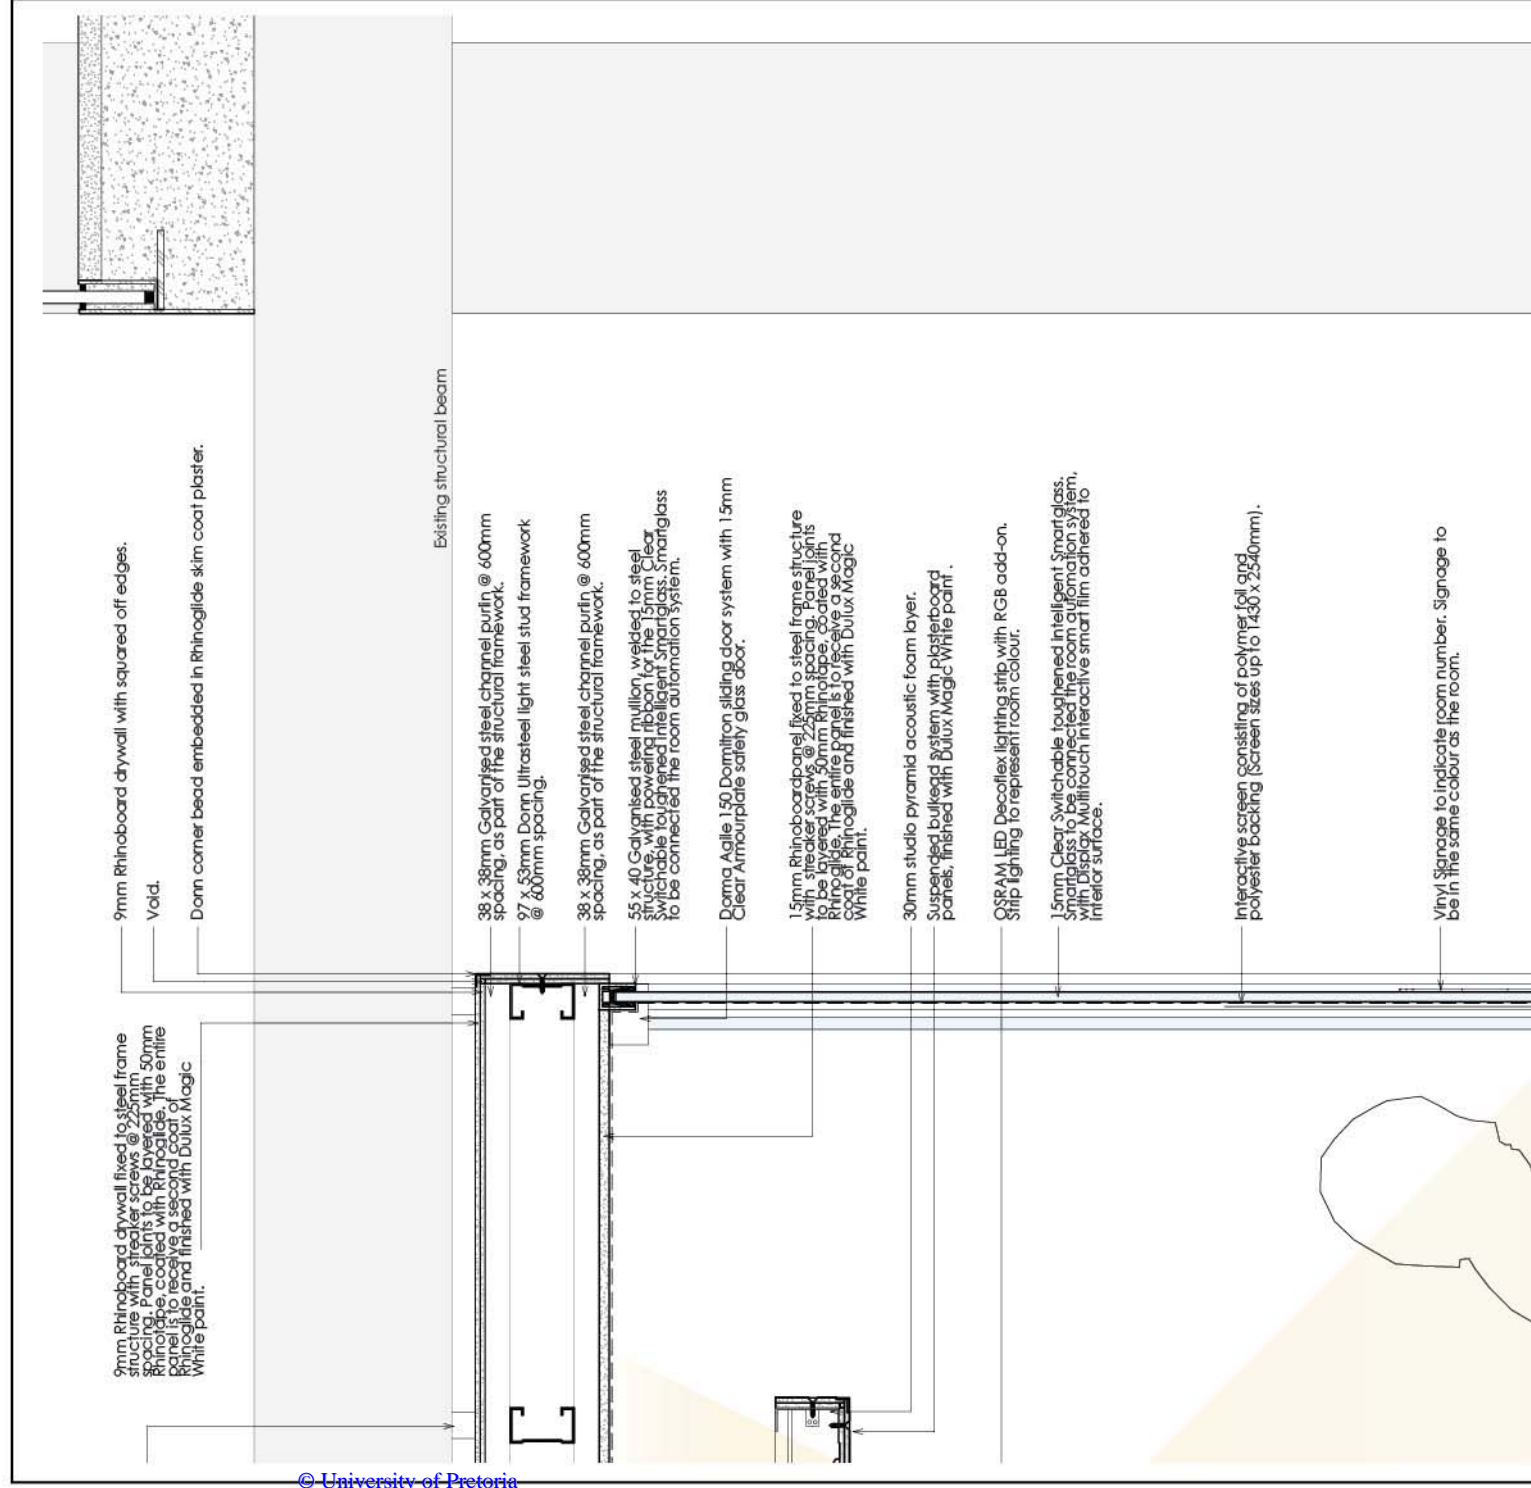 9mm Rhinoboard drywall with squared off edges.
Void.
Donn corner bead embedded in Rhinoglide skim coat plaster.
Existing structural beam
38 x 38mm Galvanised steel channel purlin @ 600mm
spacing, as part of the structural framework.
97 x 53mm Donn Ultrasteel light steel stud framework
@ 600mm spacing.
38 x 38mm Galvanised steel channel purlin @ 600mm
spacing, as part of the structural framework.
55 x 40 Galvanised steel mullion, welded to steel
structure, with powering ribbon for the 15mm Clear
Switchable toughened intelligent Smartglass. Smartglass
to be connected the room automation system.
Dorma Agile 150 Dormitron sliding door system with 15mm
Clear Armourplate safety glass door.
15mm Rhinoboardpanel fixed to steel frame structure
with streaker screws @ 225mm spacing. Panel joints
to be layered with 50mm Rhinotape, coated with
Rhinoglide. The entire panel is to receive a second
coat of Rhinoglide and finished with Dulux Magic
White paint.
30mm studio pyramid acoustic foam layer.
Suspended bulkead system with plasterboard
panels, finished with Dulux Magic White paint .
OSRAM LED Decoflex lighting strip with RGB add-on.
Strip lighting to represent room colour.
15mm Clear Switchable toughened intelligent Smartglass.
Smartglass to be connected the room automation system,
with Displax Multitouch interactive smart film adhered to
interior surface.
Interactive screen consisting of polymer foil and
polyester backing (Screen sizes up to 1430 x 2540mm).
Vinyl Signage to indicate room number. Signage to
be in the same colour as the room.
9mm Rhinoboard drywall fixed to steel frame
structure with streaker screws @ 225mm
spacing. Panel joints to be layered with 50mm
Rhinotape, coated with Rhinoglide. The entire
panel is to receive a second coat of
Rhinoglide and finished with Dulux Magic
White paint.
© University of Pretoria